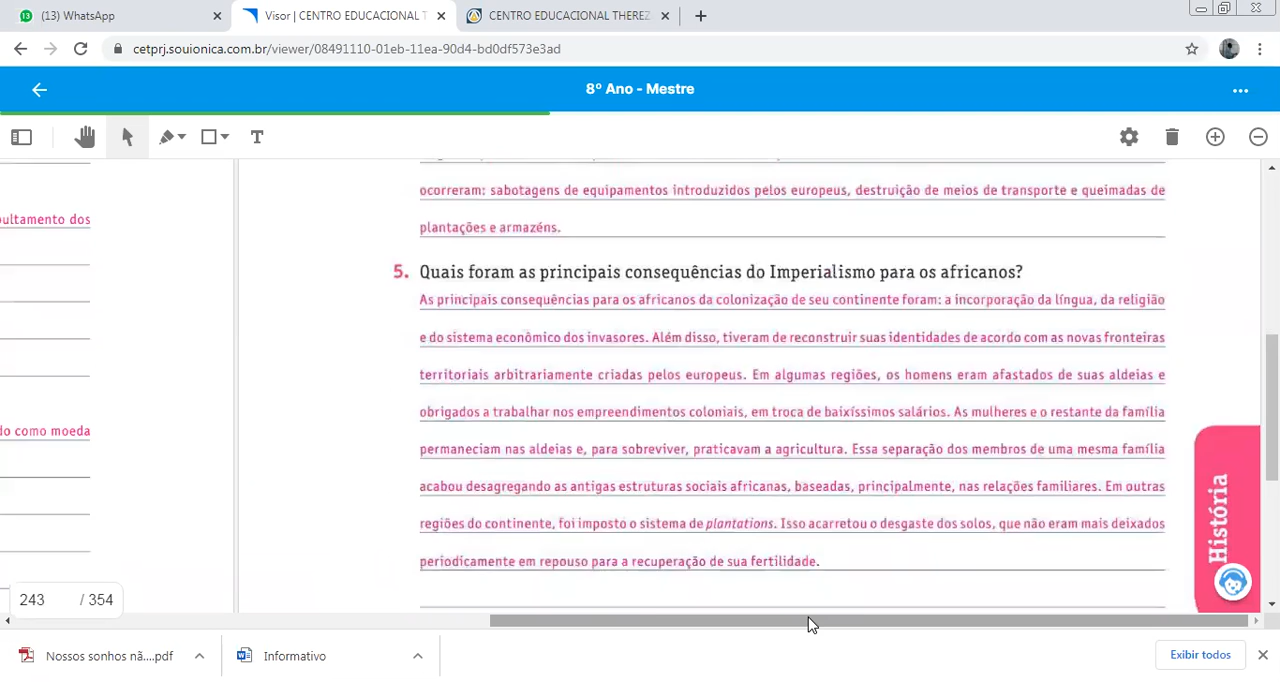 (13) WhatsApp
Visor | CENTRO EDUCACIONAL T
CENTRO EDUCACIONAL THEREZ
cetprj.souionica.com.br/viewer/08491110-01eb-11ea-90d4-bd0df573e3ad
8º Ano - Mestre
T
pultamento dos
do como moeda
ocorreram: sabotagens de equipamentos introduzidos pelos europeus, destruição de meios de transporte e queimadas de
plantações e armazéns.
5. Quais foram as principais consequências do Imperialismo para os africanos?
As principais consequências para os africanos da colonização de seu continente foram: a incorporação da língua, da religião
e do sistema econômico dos invasores. Além disso, tiveram de reconstruir suas identidades de acordo com as novas fronteiras
territoriais arbitrariamente criadas pelos europeus. Em algumas regiões, os homens eram afastados de suas aldeias e
obrigados a trabalhar nos empreendimentos coloniais, em troca de baixíssimos salários. As mulheres e o restante da família
permaneciam nas aldeias e, para sobreviver, praticavam a agricultura. Essa separação dos membros de uma mesma família
acabou desagregando as antigas estruturas sociais africanas, baseadas, principalmente, nas relações familiares. Em outras
regiões do continente, foi imposto o sistema de plantations. Isso acarretou o desgaste dos solos, que não eram mais deixados
periodicamente em repouso para a recuperação de sua fertilidade.
História
243 / 354
Nossos sonhos nã....pdf
Informativo
Exibir todos